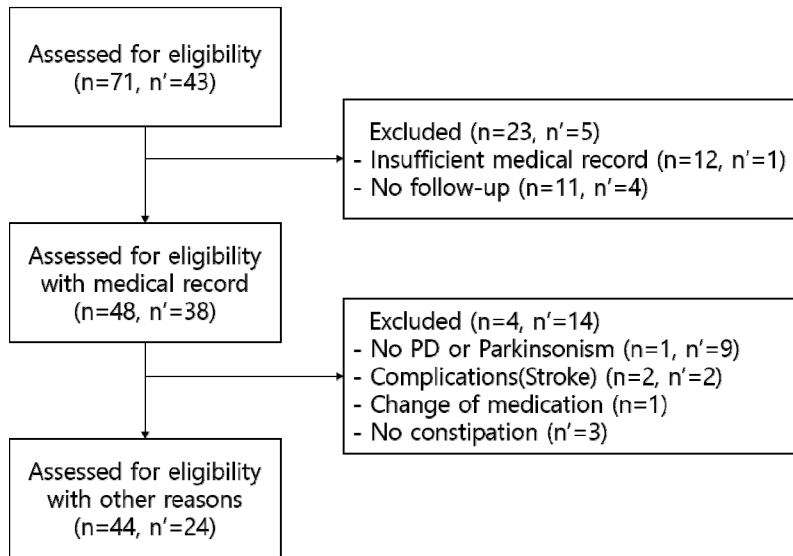 Assessed for eligibility
(n=71, n’=43)
Excluded (n=23, n’=5)
- Insufficient medical record (n=12, n’=1)
- No follow-up (n=11, n’=4)
Assessed for eligibility
with medical record
(n=48, n’=38)
Excluded (n=4, n’=14)
- No PD or Parkinsonism (n=1, n’=9)
- Complications(Stroke) (n=2, n’=2)
- Change of medication (n=1)
- No constipation (n’=3)
Assessed for eligibility
with other reasons
(n=44, n’=24)